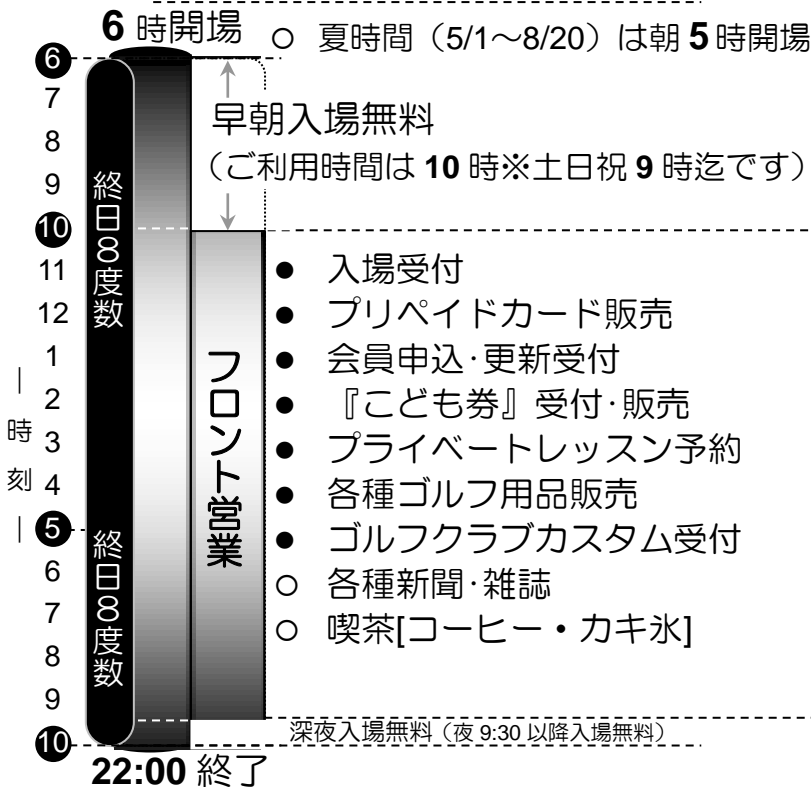 6 時開場
○ 夏時間（5/1～8/20）は朝 5 時開場
6
7
8
9
10
11
12
1
2
3
4
5
6
7
8
9
10
｜時刻｜
終日８度数
終日８度数
早朝入場無料
（ご利用時間は 10 時※土日祝 9 時迄です）
フロント営業
● 入場受付
● プリペイドカード販売
● 会員申込・更新受付
● 『こども券』受付・販売
● プライベートレッスン予約
● 各種ゴルフ用品販売
● ゴルフクラブカスタム受付
○ 各種新聞・雑誌
○ 喫茶[コーヒー・カキ氷]
深夜入場無料（夜 9:30 以降入場無料）
22:00 終了